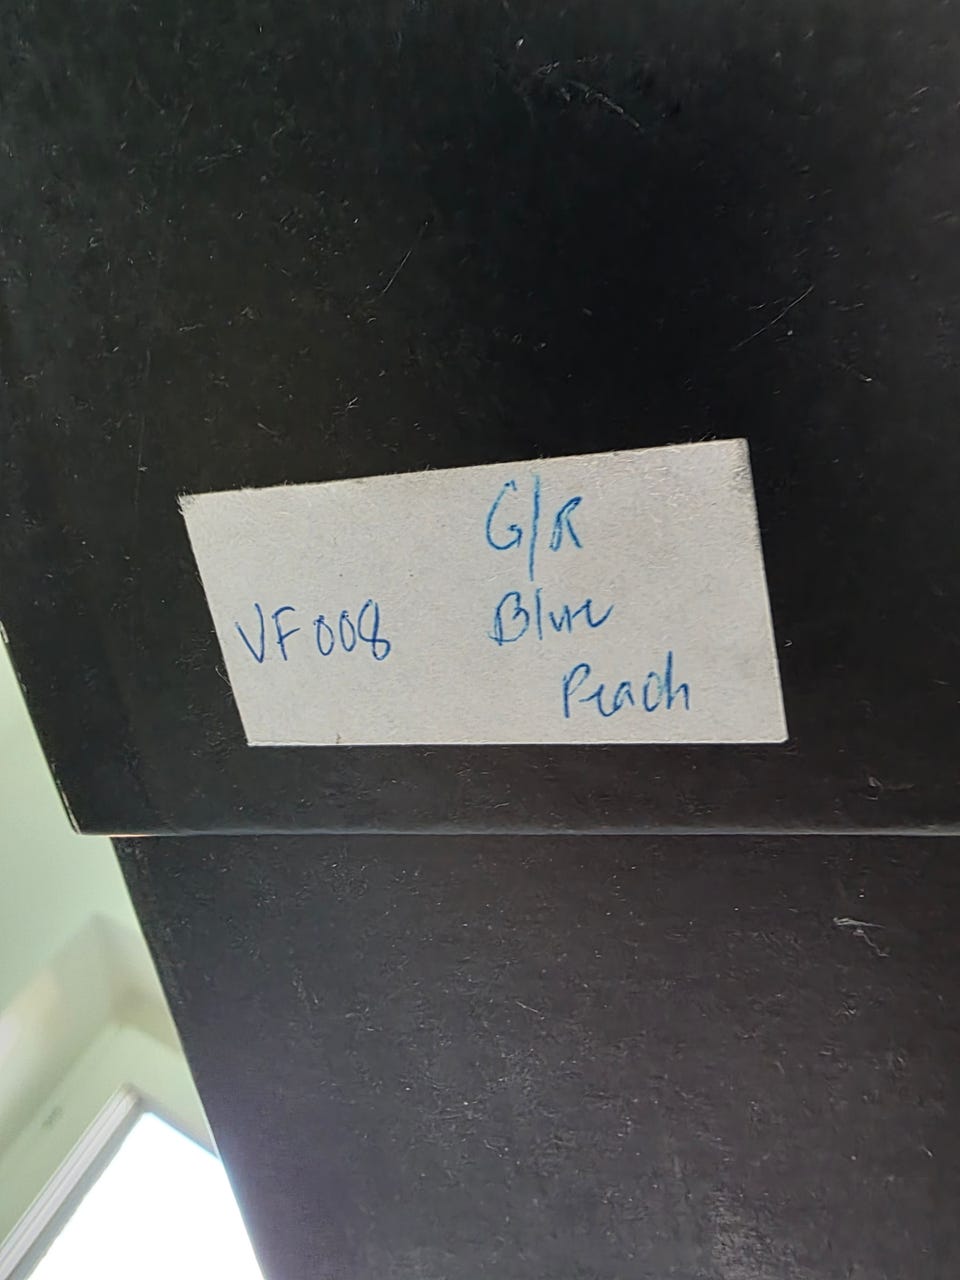 G/R
VF008 Blue
Peach